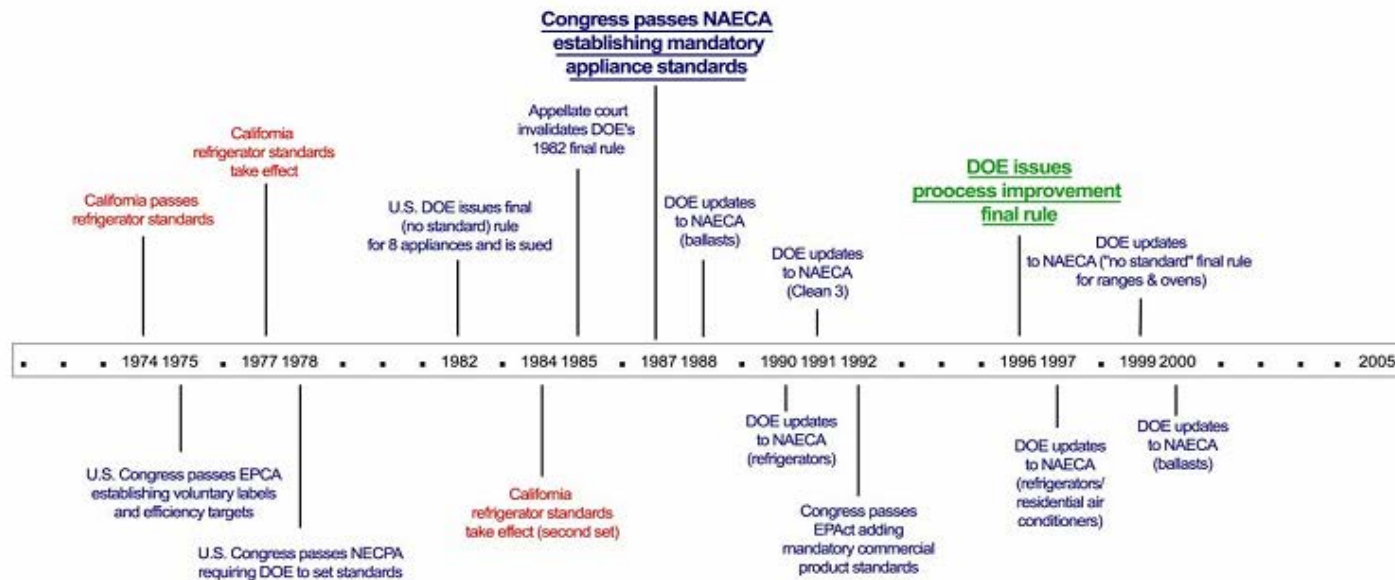 Congress passes NAECA
establishing mandatory
appliance standards
Appellate court
invalidates DOE's
1982 final rule
California
refrigerator standards
take effect
DOE issues
proocess improvement
final rule
California passes
refrigerator standards
U.S. DOE issues final
(no standard) rule
for 8 appliances and is sued
DOE updates
to NAECA
(ballasts)
DOE updates
to NAECA
(Clean 3)
DOE updates
to NAECA ("no standard" final rule
for ranges & ovens)
1974 1975 1977 1978 1982 1984 1985 1987 1988 1990 1991 1992 1996 1997 1999 2000 2005
U.S. Congress passes EPCA
establishing voluntary labels
and efficiency targets
U.S. Congress passes NECPA
requiring DOE to set standards
California
refrigerator standards
take effect (second set)
DOE updates
to NAECA
(refrigerators)
Congress passes
EPAct adding
mandatory commercial
product standards
DOE updates
to NAECA
(refrigerators/
residential air
conditioners)
DOE updates
to NAECA
(ballasts)